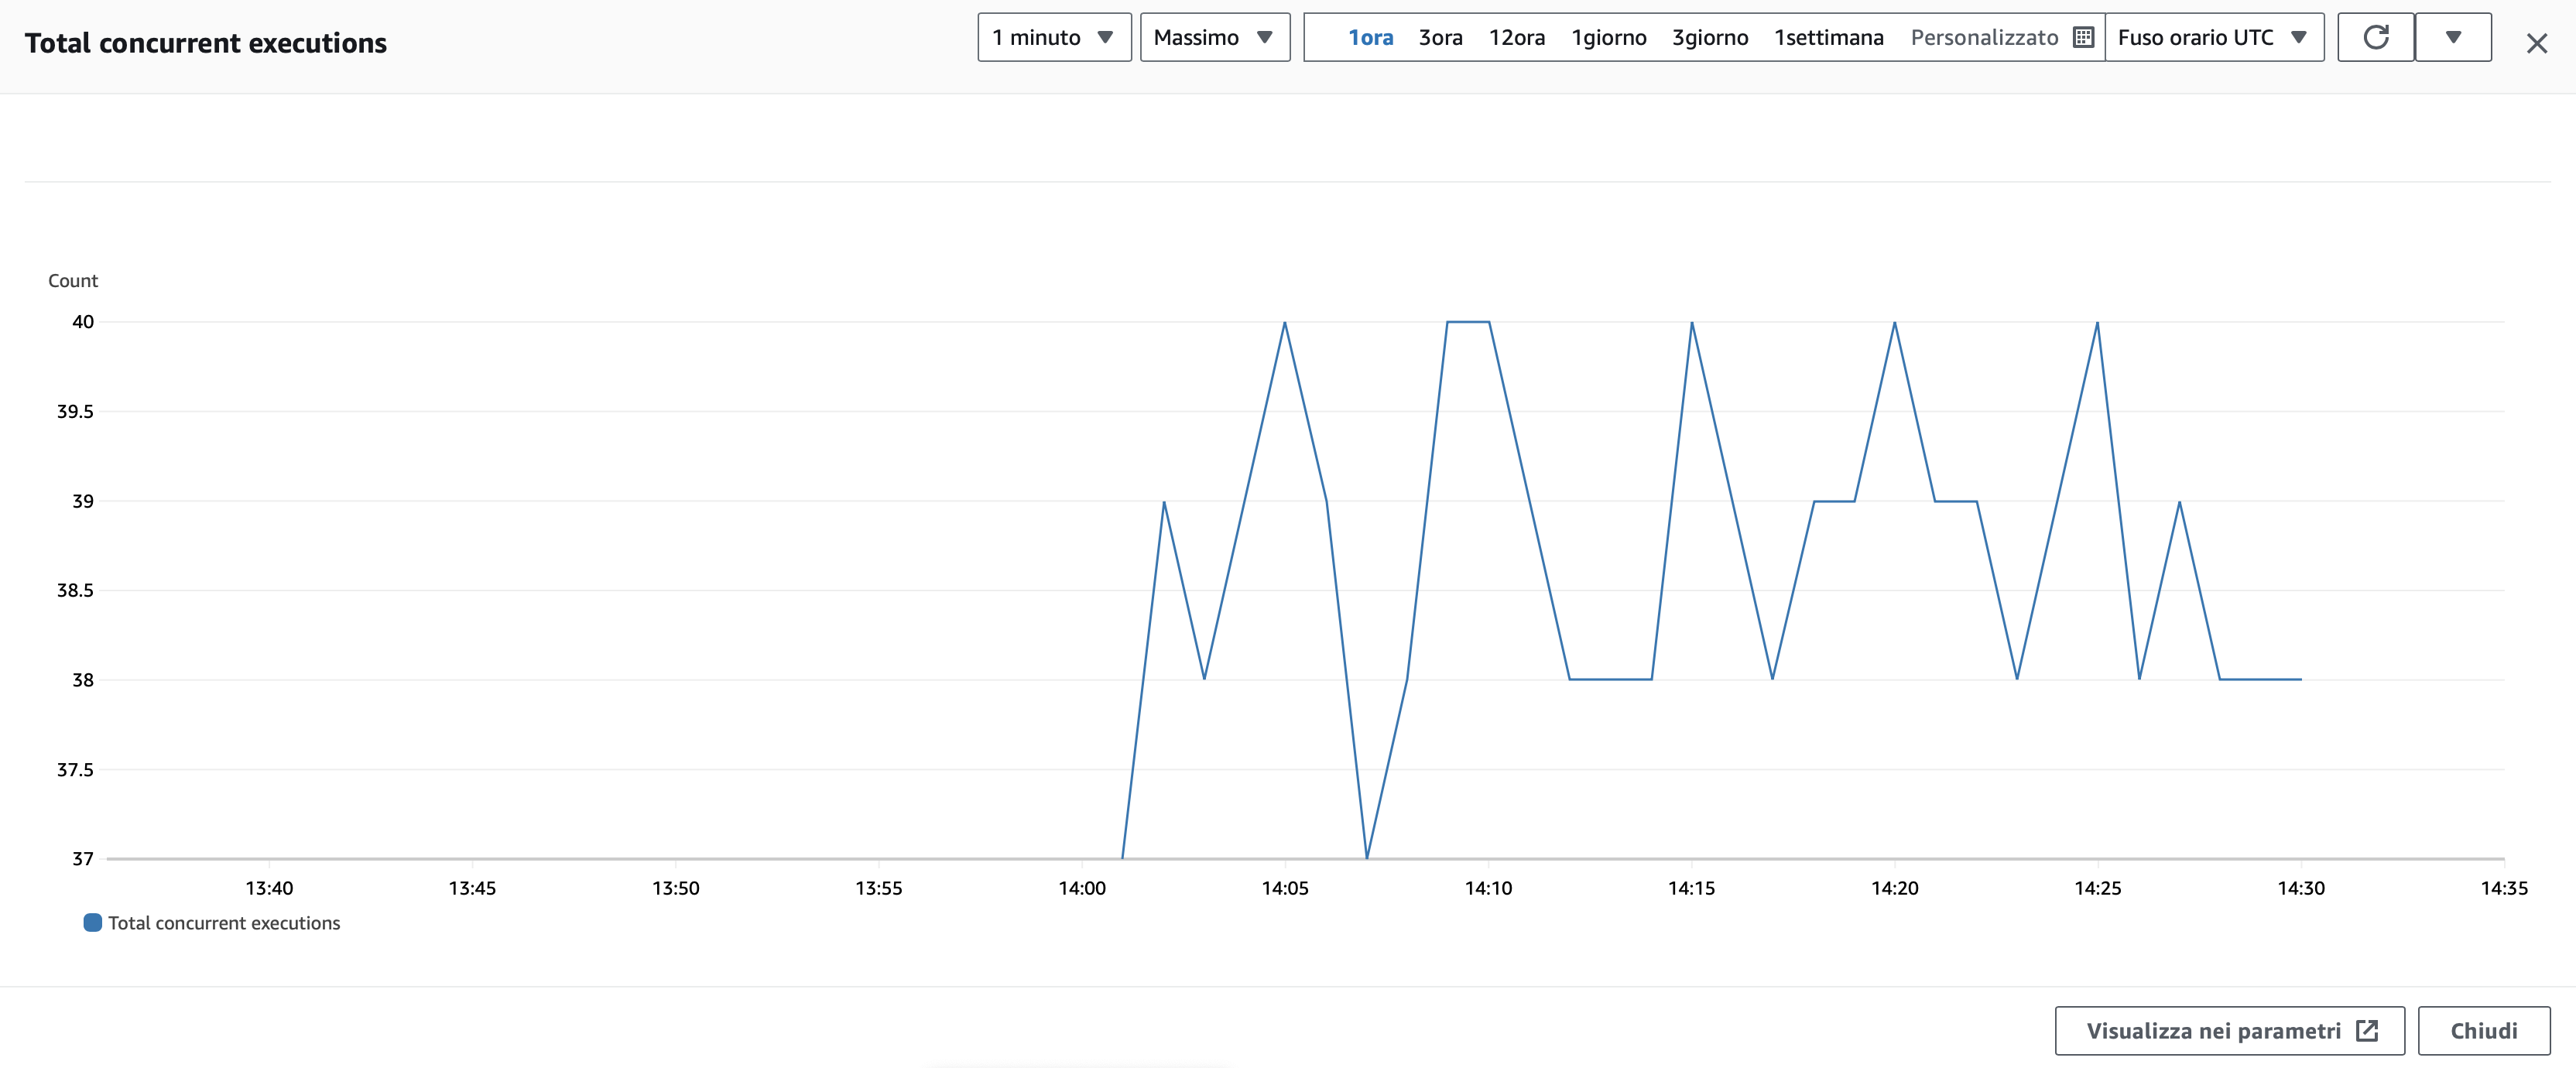 Total concurrent executions
1 minuto
Massimo
1ora 3ora 12ora 1giorno 3giorno 1settimana Personalizzato
Fuso orario UTC
Count
40
39.5
39
38.5
38
37.5
37
13:40 13:45 13:50 13:55 14:00 14:05 14:10 14:15 14:20 14:25 14:30 14:35
Total concurrent executions
Visualizza nei parametri
Chiudi